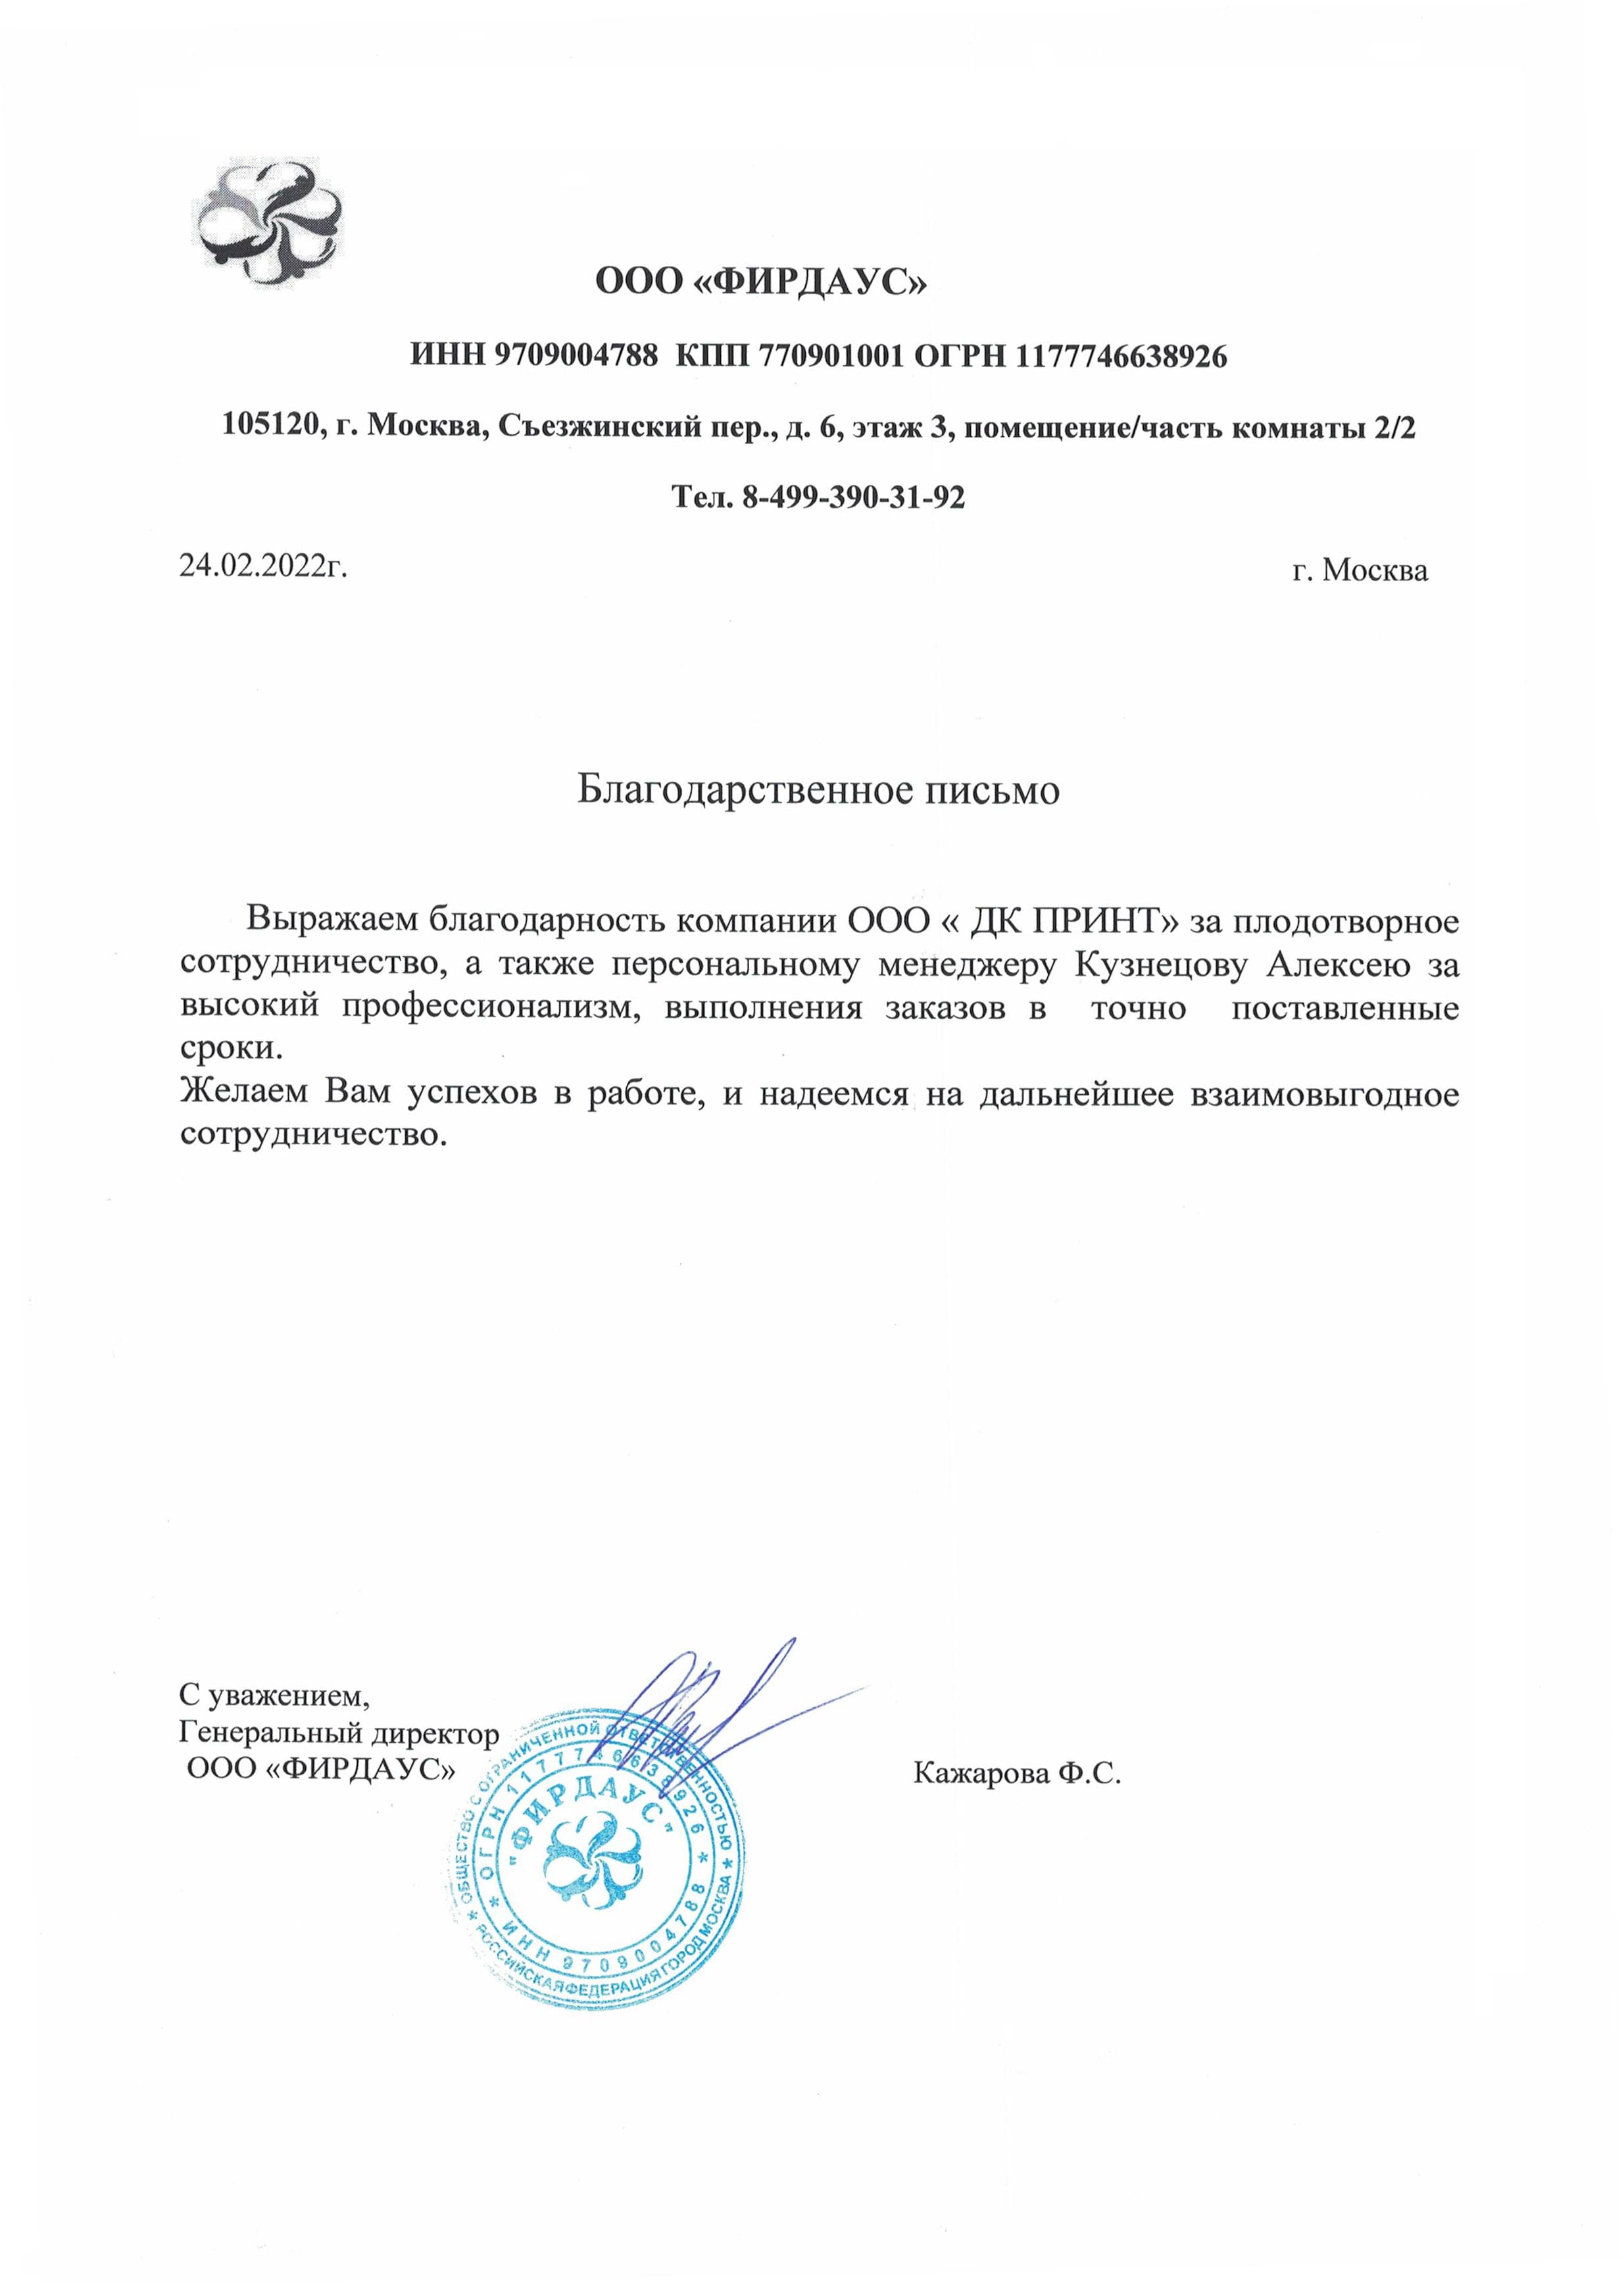 ООО «ФИРДАУС»
ИНН 9709004788 КПП 770901001 ОГРН 1177746638926
105120, г. Москва, Съезжинский пер., д. 6, этаж 3, помещение/часть комнаты 2/2
Тел. 8-499-390-31-92
24.02.2022г. г. Москва
Благодарственное письмо
Выражаем благодарность компании ООО « ДК ПРИНТ» за плодотворное
сотрудничество, а также персональному менеджеру Кузнецову Алексею за
высокий профессионализм, выполнения заказов в точно поставленные
сроки.
Желаем Вам успехов в работе, и надеемся на дальнейшее взаимовыгодное
сотрудничество.
С уважением,
Генеральный директор
ООО «ФИРДАУС» Кажарова Ф.С.
ОБЩЕСТВО С ОГРАНИЧЕННОЙ ОТВЕТСТВЕННОСТЬЮ *
* РОССИЙСКАЯ ФЕДЕРАЦИЯ ГОРОД МОСКВА
ОГРН 1177746638926 *
* ИНН 9709004788
"ФИРДАУС"